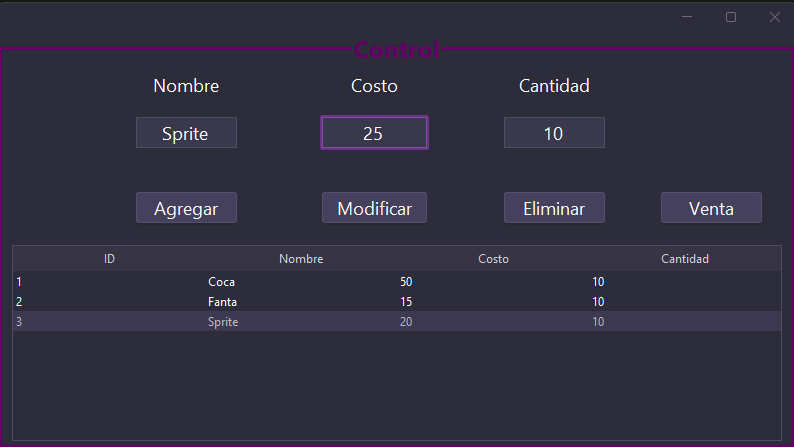 Control
Nombre Costo Cantidad
Sprite 25 10
Agregar Modificar Eliminar Venta
ID Nombre Costo Cantidad
1 Coca 50 10
2 Fanta 15 10
3 Sprite 20 10